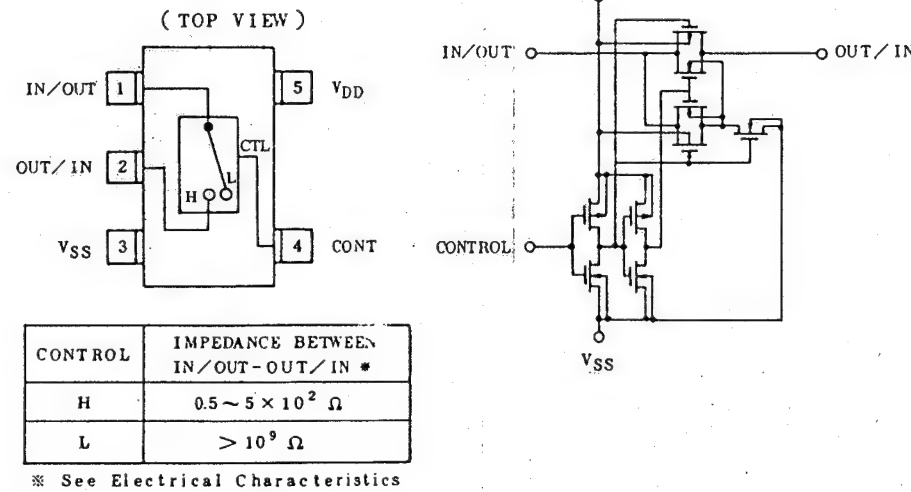 (TOP VIEW)
IN/OUT 1
5 VDD
OUT/IN 2
CTL
L
H
VSS 3
4 CONT
IN/OUT
OUT/IN
CONTROL
VSS
CONTROL
IMPEDANCE BETWEEN
IN/OUT-OUT/IN ※
H
0.5~5×10² Ω
L
>10⁹ Ω
※ See Electrical Characteristics